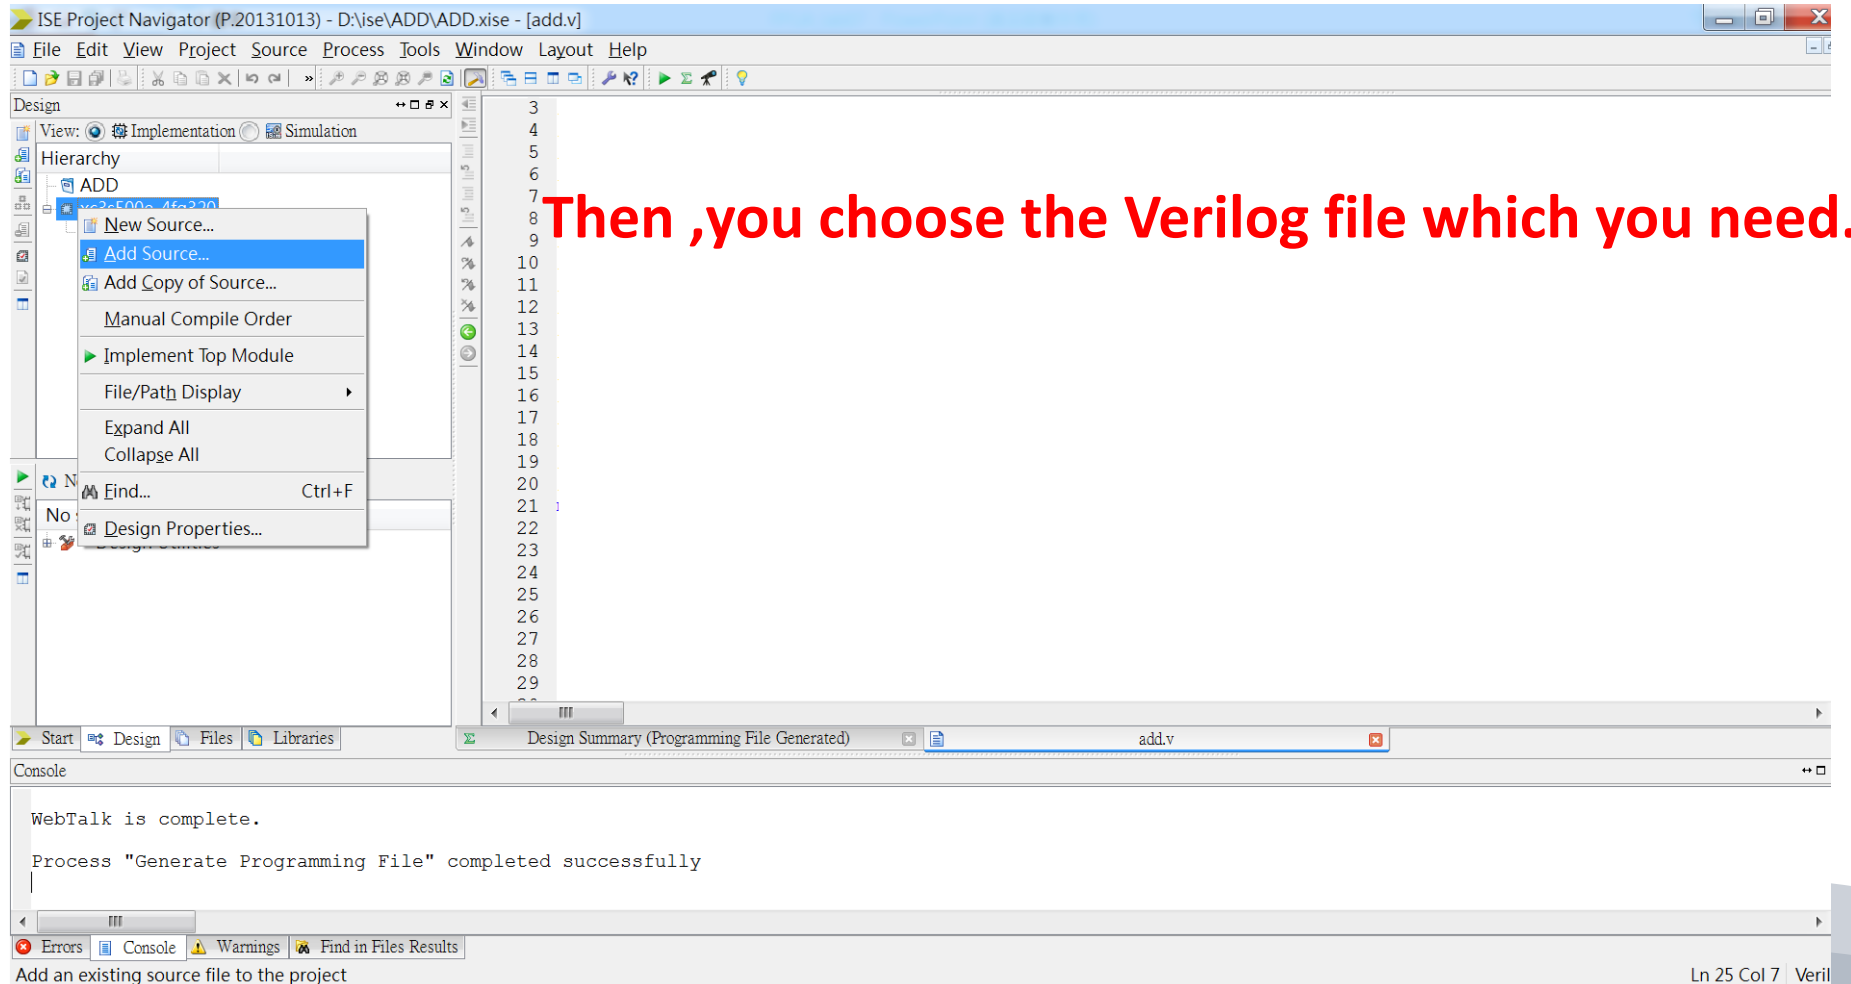 ISE Project Navigator (P.20131013) - D:\ise\ADD\ADD.xise - [add.v]
File Edit View Project Source Process Tools Window Layout Help
Design
View: Implementation Simulation
Hierarchy
ADD
xc3s500e-4fg320
New Source...
Add Source...
Add Copy of Source...
Manual Compile Order
Implement Top Module
File/Path Display
Expand All
Collapse All
Find... Ctrl+F
Design Properties...
No
Design Utilities
3
4
5
6
7
8
9
10
11
12
13
14
15
16
17
18
19
20
21
22
23
24
25
26
27
28
29
Then ,you choose the Verilog file which you need.
Start Design Files Libraries
Design Summary (Programming File Generated) add.v
Console
WebTalk is complete.
Process "Generate Programming File" completed successfully
Errors Console Warnings Find in Files Results
Add an existing source file to the project Ln 25 Col 7 Veril